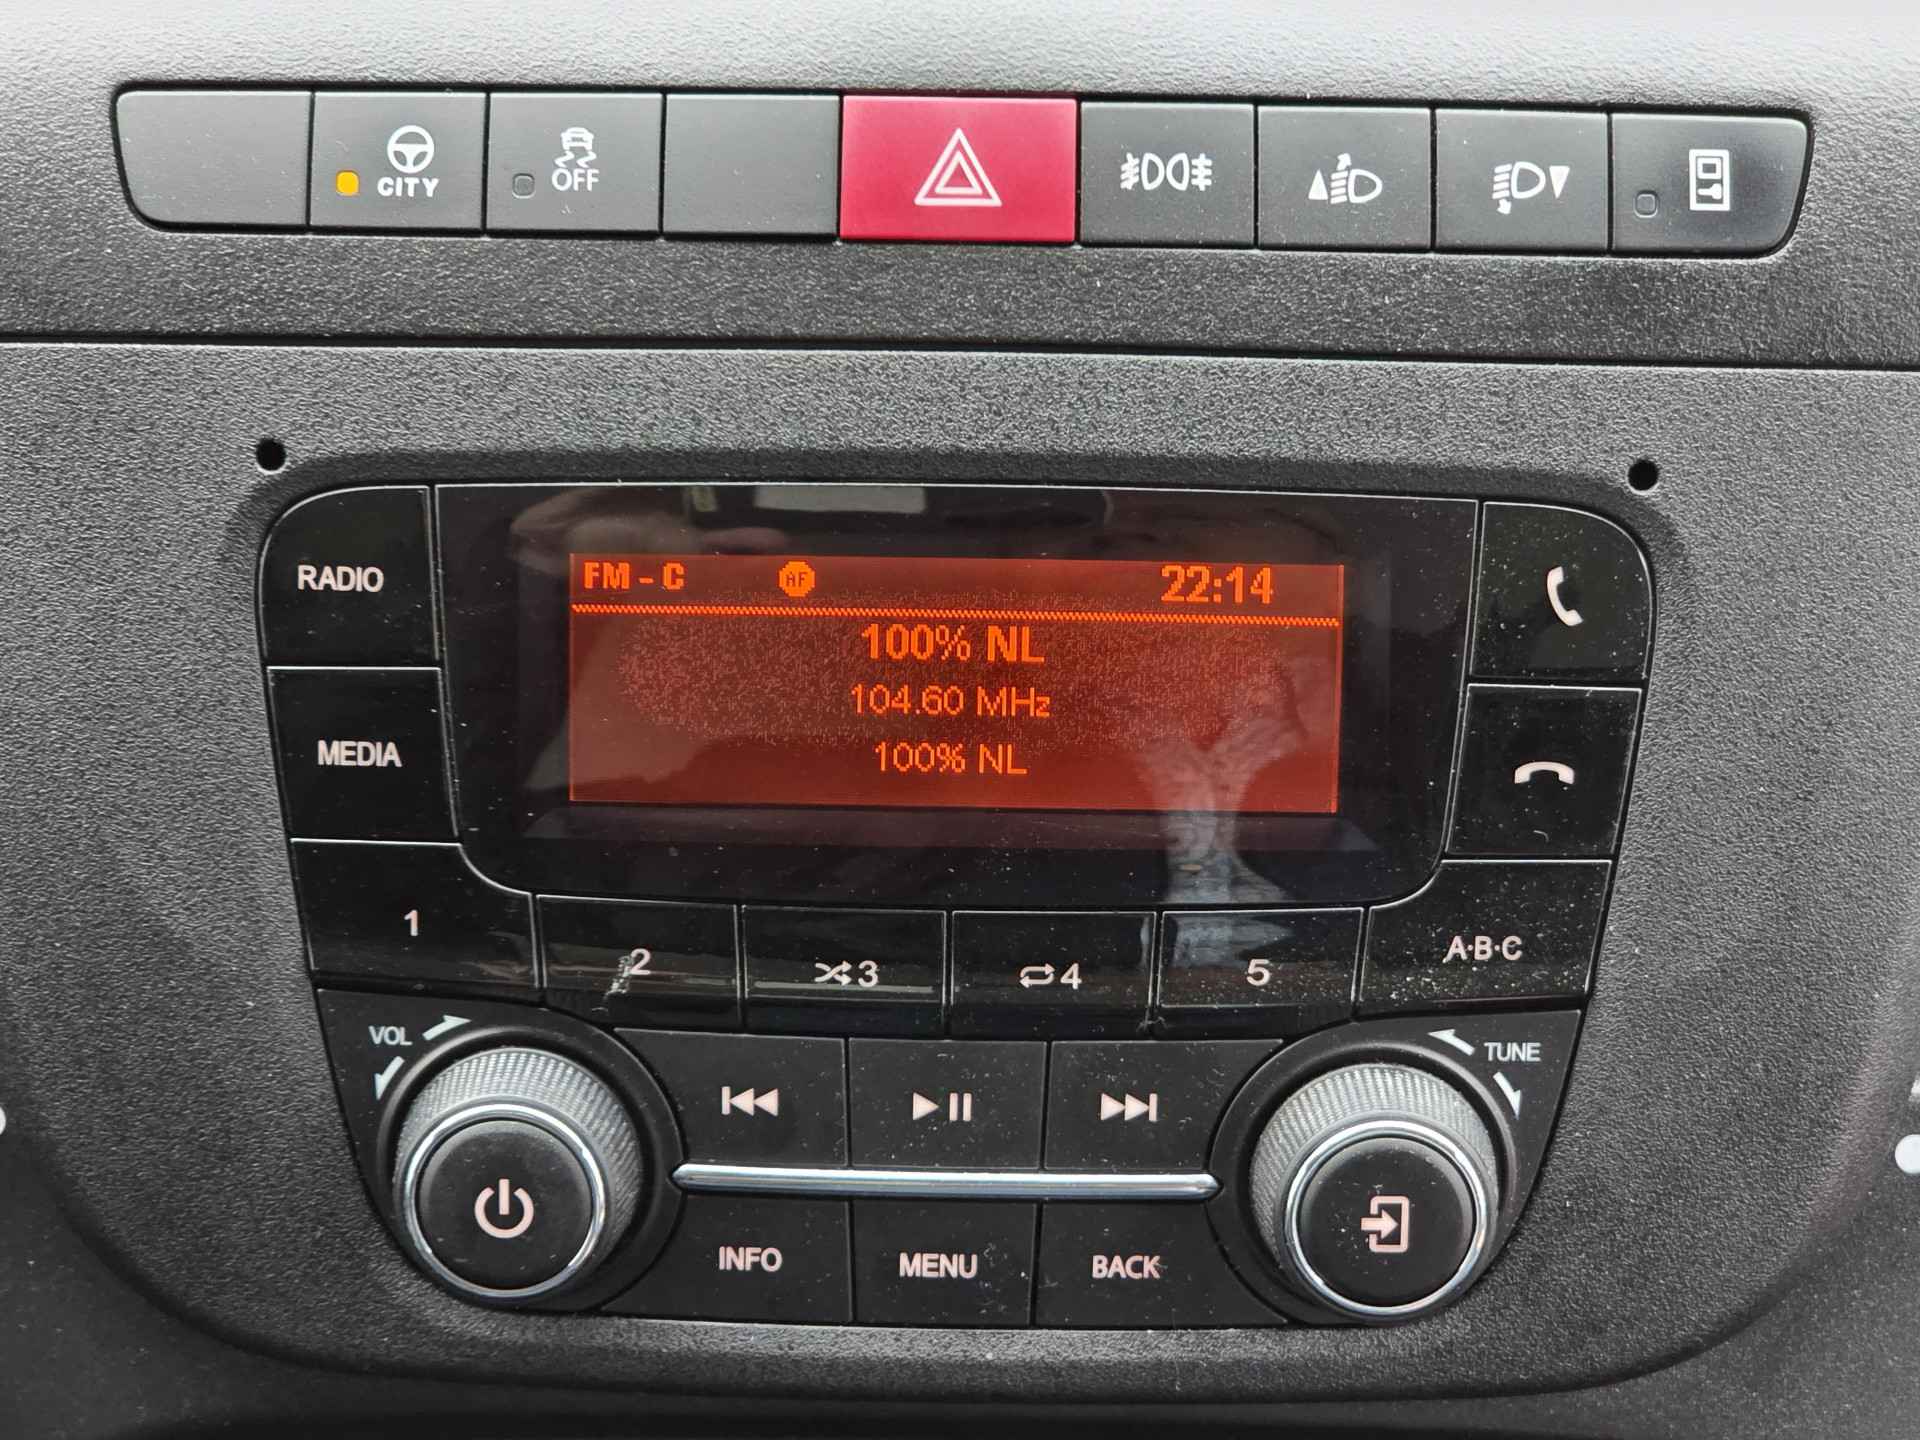 CITY
OFF
RADIO
FM - C AF 22:14
100% NL
104.60 MHz
100% NL
MEDIA
1 2 3 4 5 A·B·C
VOL
TUNE
INFO MENU BACK